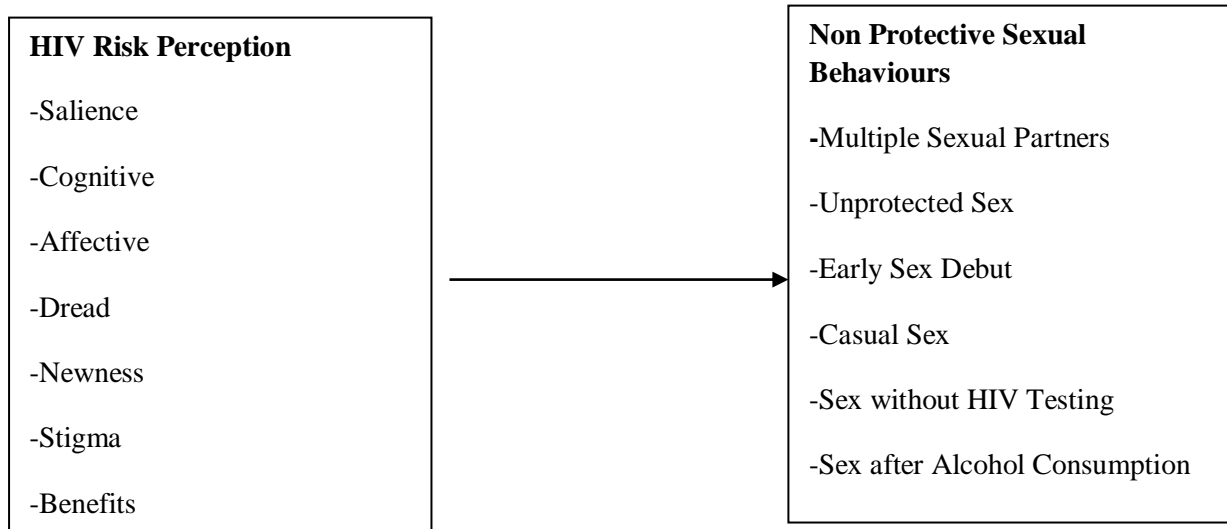 HIV Risk Perception
-Salience
-Cognitive
-Affective
-Dread
-Newness
-Stigma
-Benefits
Non Protective Sexual
Behaviours
-Multiple Sexual Partners
-Unprotected Sex
-Early Sex Debut
-Casual Sex
-Sex without HIV Testing
-Sex after Alcohol Consumption